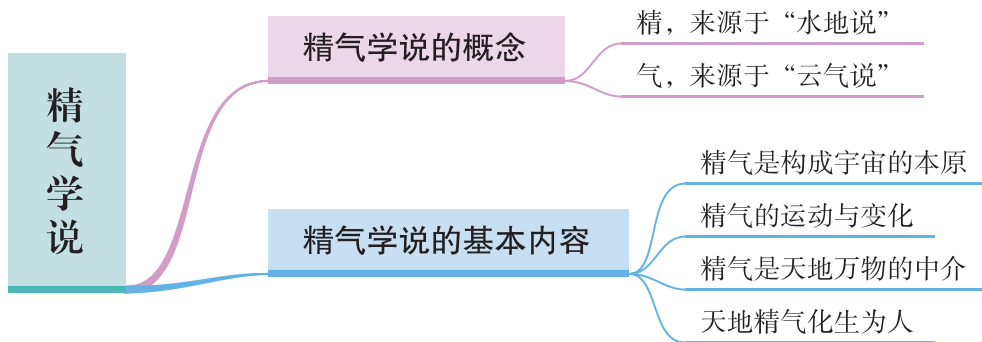 精气学说
精气学说的概念
精，来源于“水地说”
气，来源于“云气说”
精气学说的基本内容
精气是构成宇宙的本原
精气的运动与变化
精气是天地万物的中介
天地精气化生为人